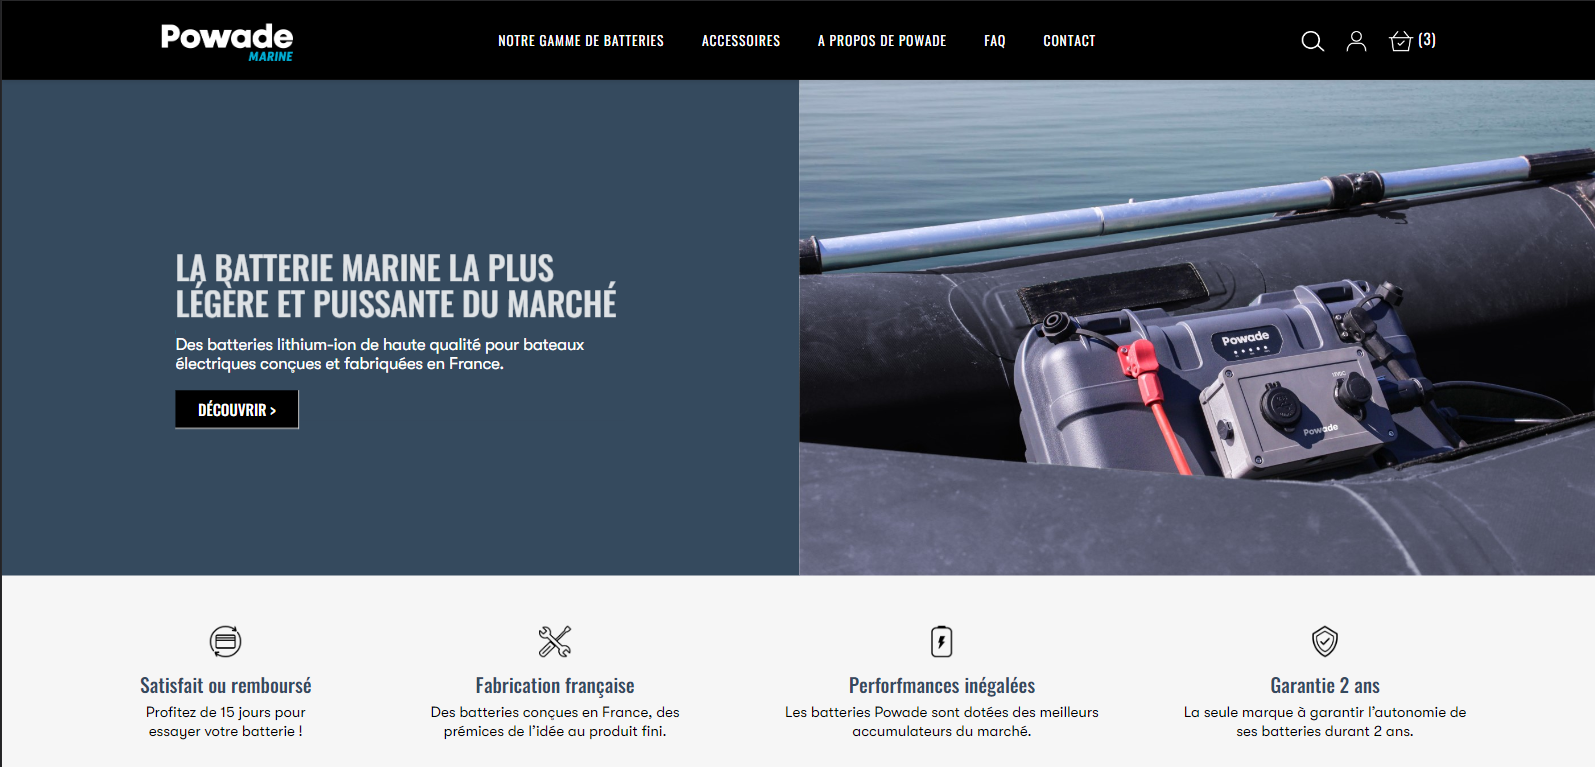 Powade
MARINE
NOTRE GAMME DE BATTERIES
ACCESSOIRES
A PROPOS DE POWADE
FAQ
CONTACT
(3)
LA BATTERIE MARINE LA PLUS
LÉGÈRE ET PUISSANTE DU MARCHÉ
Des batteries lithium-ion de haute qualité pour bateaux
électriques conçues et fabriquées en France.
DÉCOUVRIR >
Powade
12VDC
Powade
Satisfait ou remboursé
Profitez de 15 jours pour
essayer votre batterie !
Fabrication française
Des batteries conçues en France, des
prémices de l'idée au produit fini.
Perforfmances inégalées
Les batteries Powade sont dotées des meilleurs
accumulateurs du marché.
Garantie 2 ans
La seule marque à garantir l'autonomie de
ses batteries durant 2 ans.